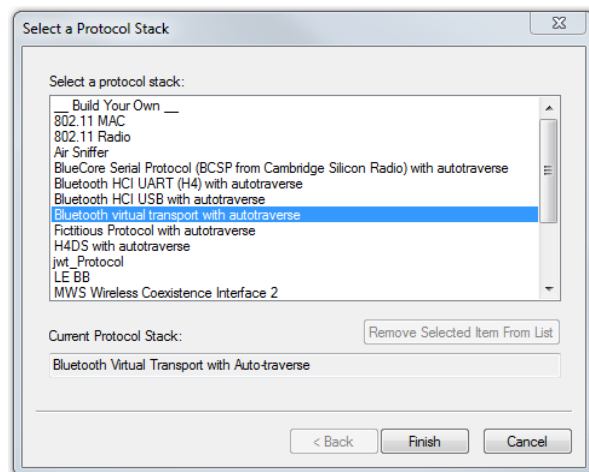 Select a Protocol Stack
Select a protocol stack:
__ Build Your Own __
802.11 MAC
802.11 Radio
Air Sniffer
BlueCore Serial Protocol (BCSP from Cambridge Silicon Radio) with autotraverse
Bluetooth HCI UART (H4) with autotraverse
Bluetooth HCI USB with autotraverse
Bluetooth virtual transport with autotraverse
Fictitious Protocol with autotraverse
H4DS with autotraverse
jwt_Protocol
LE BB
MWS Wireless Coexistence Interface 2
Current Protocol Stack:
Remove Selected Item From List
Bluetooth Virtual Transport with Auto-traverse
< Back
Finish
Cancel